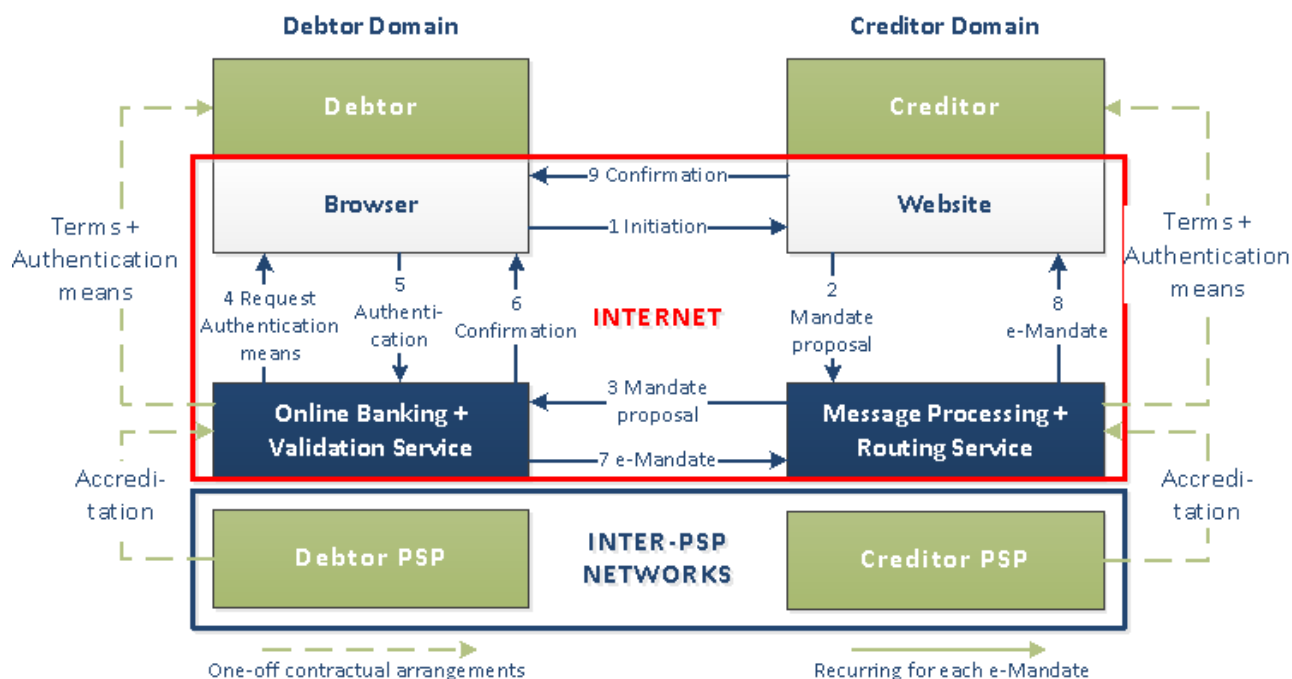 Debtor Domain
Creditor Domain
Debtor
Creditor
9 Confirmation
Browser
Website
1 Initiation
Terms +
Authentication
means
Terms +
Authentication
means
4 Request
Authentication
means
5
Authenti-
cation
6
Confirmation
INTERNET
2
Mandate
proposal
8
e-Mandate
3 Mandate
proposal
Online Banking +
Validation Service
Message Processing +
Routing Service
7 e-Mandate
Accredi-
tation
Accredi-
tation
Debtor PSP
INTER-PSP
NETWORKS
Creditor PSP
One-off contractual arrangements
Recurring for each e-Mandate